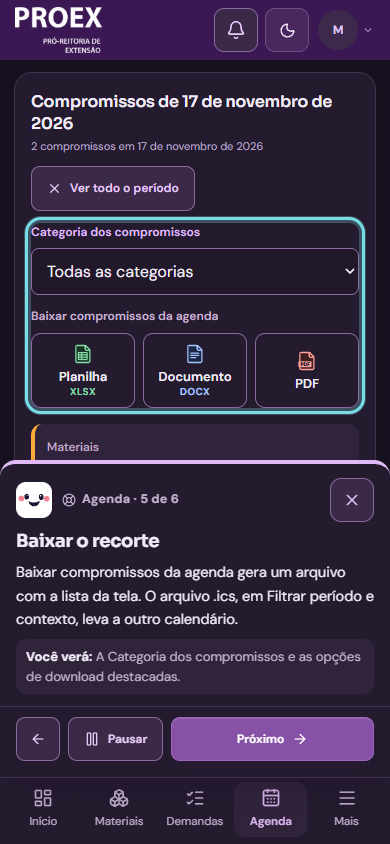 PROEX
PRÓ-REITORIA DE
EXTENSÃO
M
Compromissos de 17 de novembro de
2026
2 compromissos em 17 de novembro de 2026
Ver todo o período
Categoria dos compromissos
Todas as categorias
Baixar compromissos da agenda
Planilha
XLSX
Documento
DOCX
PDF
PDF
Materiais
Agenda · 5 de 6
Baixar o recorte
Baixar compromissos da agenda gera um arquivo
com a lista da tela. O arquivo .ics, em Filtrar período e
contexto, leva a outro calendário.
Você verá: A Categoria dos compromissos e as opções
de download destacadas.
Pausar
Próximo
Início
Materiais
Demandas
Agenda
Mais